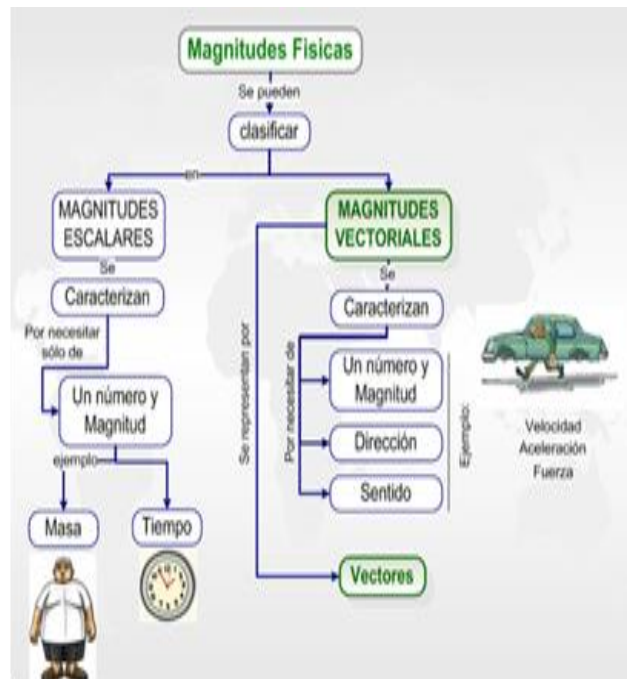 Magnitudes Fisicas
Se pueden
clasificar
en
MAGNITUDES
ESCALARES
Se
Caracterizan
Por necesitar
sólo de
Un número y
Magnitud
ejemplo
Masa
Tiempo
MAGNITUDES
VECTORIALES
Se
Caracterizan
Se representan por
Por necesitar de
Un número y
Magnitud
Dirección
Sentido
Ejemplo:
Velocidad
Aceleración
Fuerza
Vectores